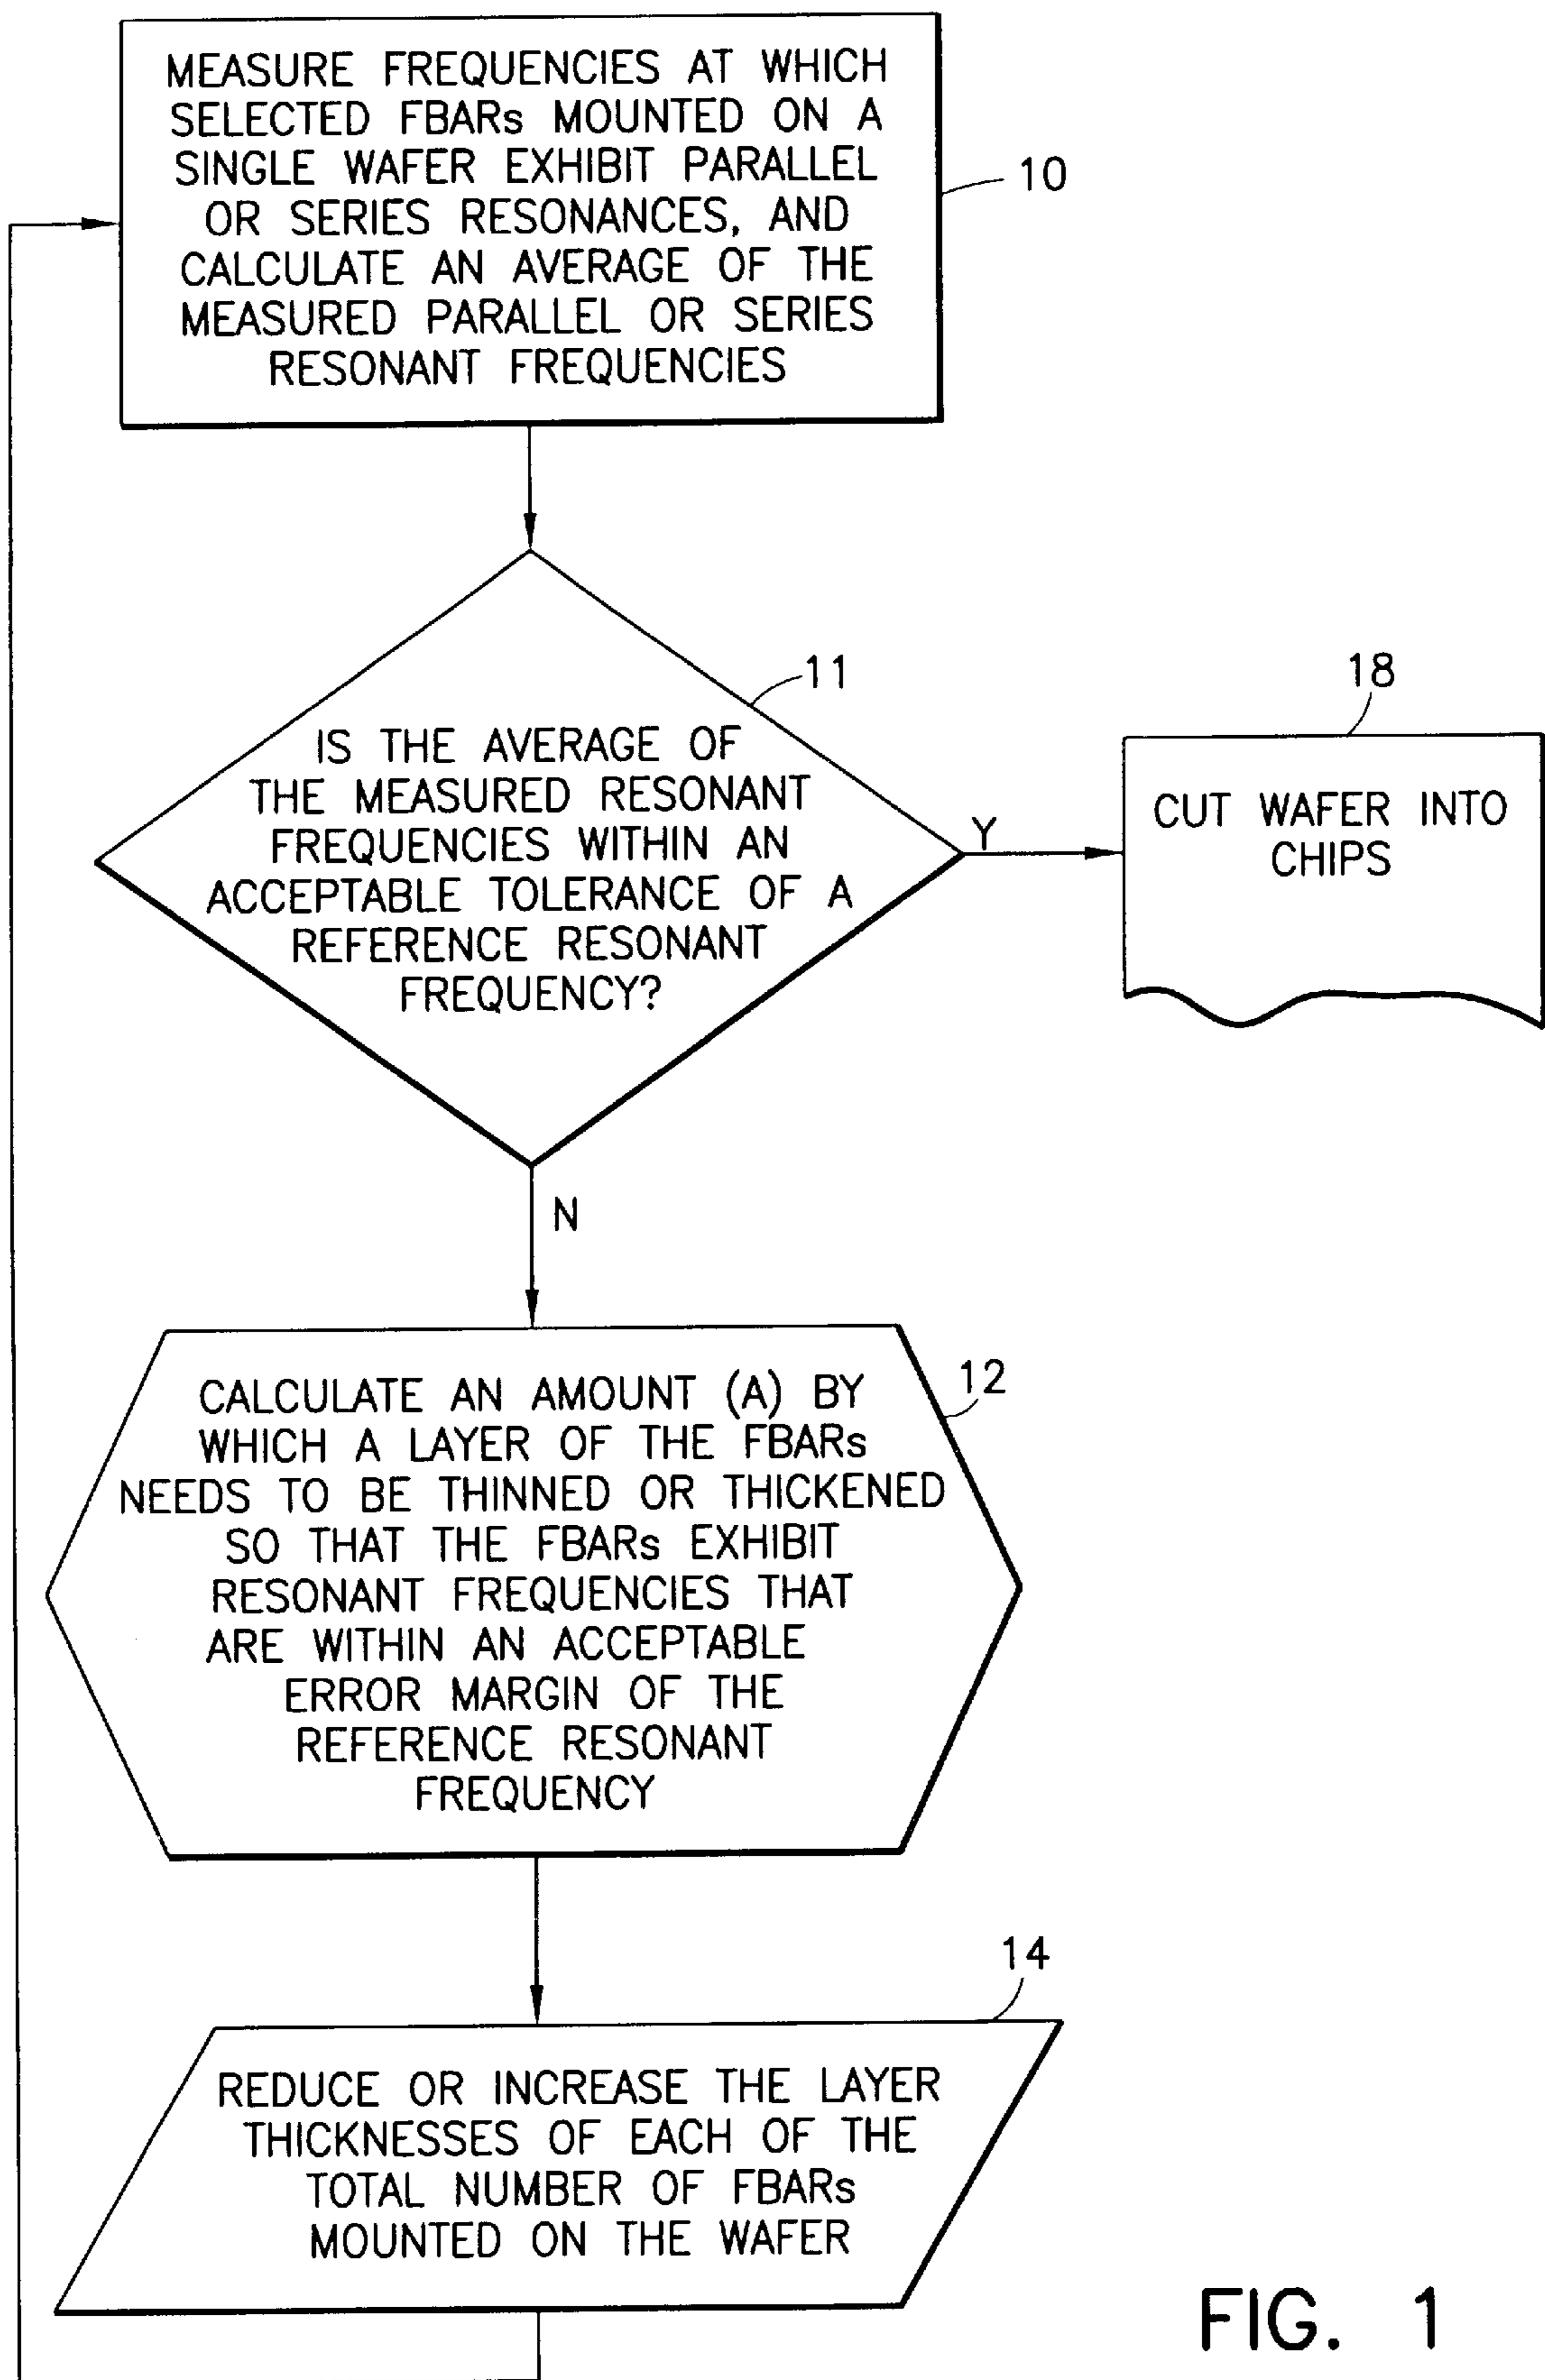 MEASURE FREQUENCIES AT WHICH
SELECTED FBARs MOUNTED ON A
SINGLE WAFER EXHIBIT PARALLEL
OR SERIES RESONANCES, AND
CALCULATE AN AVERAGE OF THE
MEASURED PARALLEL OR SERIES
RESONANT FREQUENCIES
10
11
IS THE AVERAGE OF
THE MEASURED RESONANT
FREQUENCIES WITHIN AN
ACCEPTABLE TOLERANCE OF A
REFERENCE RESONANT
FREQUENCY?
Y
18
CUT WAFER INTO
CHIPS
N
12
CALCULATE AN AMOUNT (A) BY
WHICH A LAYER OF THE FBARs
NEEDS TO BE THINNED OR THICKENED
SO THAT THE FBARs EXHIBIT
RESONANT FREQUENCIES THAT
ARE WITHIN AN ACCEPTABLE
ERROR MARGIN OF THE
REFERENCE RESONANT
FREQUENCY
14
REDUCE OR INCREASE THE LAYER
THICKNESSES OF EACH OF THE
TOTAL NUMBER OF FBARs
MOUNTED ON THE WAFER
FIG. 1